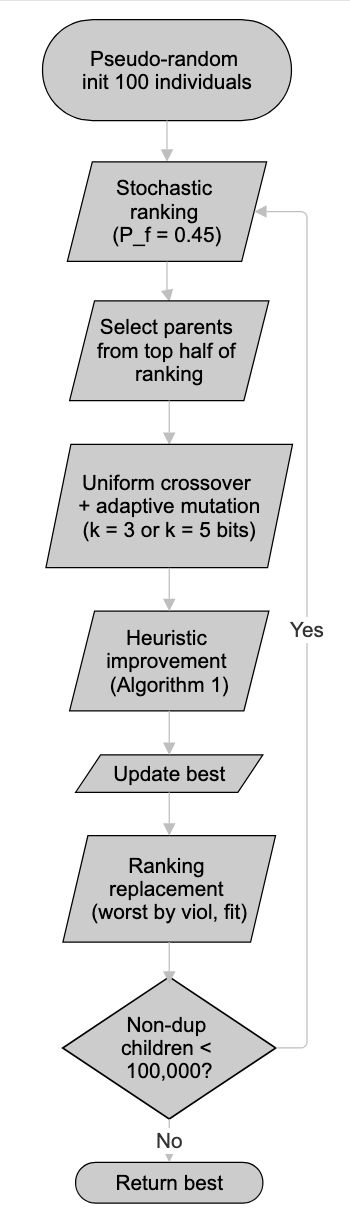 Pseudo-random
init 100 individuals
Stochastic
ranking
(P_f = 0.45)
Select parents
from top half of
ranking
Uniform crossover
+ adaptive mutation
(k = 3 or k = 5 bits)
Heuristic
improvement
(Algorithm 1)
Yes
Update best
Ranking
replacement
(worst by viol, fit)
Non-dup
children <
100,000?
No
Return best